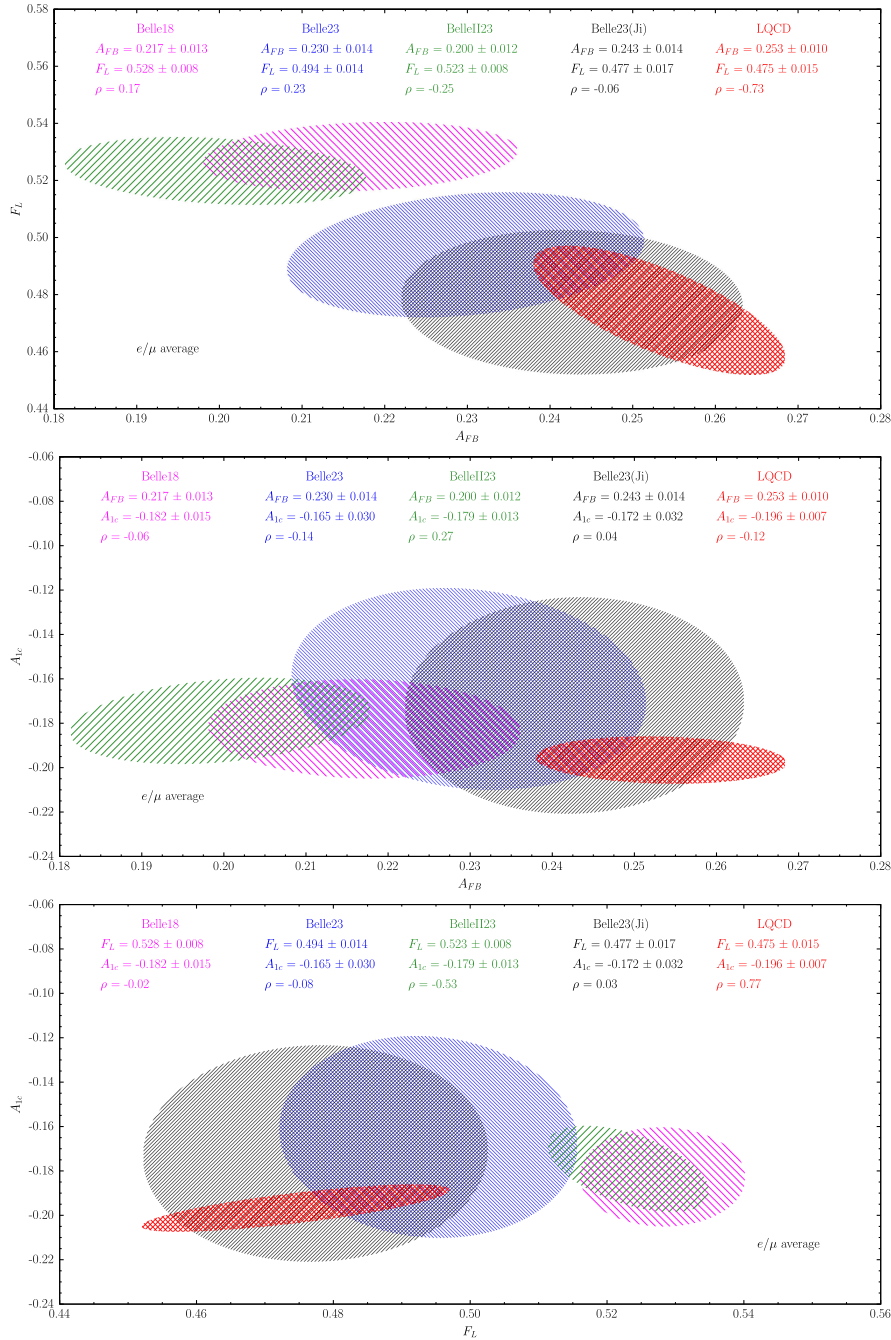 0.58
0.56
0.54
0.52
0.50
0.48
0.46
0.44
F_L
Belle18 Belle23 BelleII23 Belle23(Ji) LQCD
A_FB = 0.217 ± 0.013 A_FB = 0.230 ± 0.014 A_FB = 0.200 ± 0.012 A_FB = 0.243 ± 0.014 A_FB = 0.253 ± 0.010
F_L = 0.528 ± 0.008 F_L = 0.494 ± 0.014 F_L = 0.523 ± 0.008 F_L = 0.477 ± 0.017 F_L = 0.475 ± 0.015
ρ = 0.17 ρ = 0.23 ρ = -0.25 ρ = -0.06 ρ = -0.73
e/μ average
0.18 0.19 0.20 0.21 0.22 0.23 0.24 0.25 0.26 0.27 0.28
A_FB
-0.06
-0.08
-0.10
-0.12
-0.14
-0.16
-0.18
-0.20
-0.22
-0.24
A_1c
Belle18 Belle23 BelleII23 Belle23(Ji) LQCD
A_FB = 0.217 ± 0.013 A_FB = 0.230 ± 0.014 A_FB = 0.200 ± 0.012 A_FB = 0.243 ± 0.014 A_FB = 0.253 ± 0.010
A_1c = -0.182 ± 0.015 A_1c = -0.165 ± 0.030 A_1c = -0.179 ± 0.013 A_1c = -0.172 ± 0.032 A_1c = -0.196 ± 0.007
ρ = -0.06 ρ = -0.14 ρ = 0.27 ρ = 0.04 ρ = -0.12
e/μ average
0.18 0.19 0.20 0.21 0.22 0.23 0.24 0.25 0.26 0.27 0.28
A_FB
-0.06
-0.08
-0.10
-0.12
-0.14
-0.16
-0.18
-0.20
-0.22
-0.24
A_1c
Belle18 Belle23 BelleII23 Belle23(Ji) LQCD
F_L = 0.528 ± 0.008 F_L = 0.494 ± 0.014 F_L = 0.523 ± 0.008 F_L = 0.477 ± 0.017 F_L = 0.475 ± 0.015
A_1c = -0.182 ± 0.015 A_1c = -0.165 ± 0.030 A_1c = -0.179 ± 0.013 A_1c = -0.172 ± 0.032 A_1c = -0.196 ± 0.007
ρ = -0.02 ρ = -0.08 ρ = -0.53 ρ = 0.03 ρ = 0.77
e/μ average
0.44 0.46 0.48 0.50 0.52 0.54 0.56
F_L